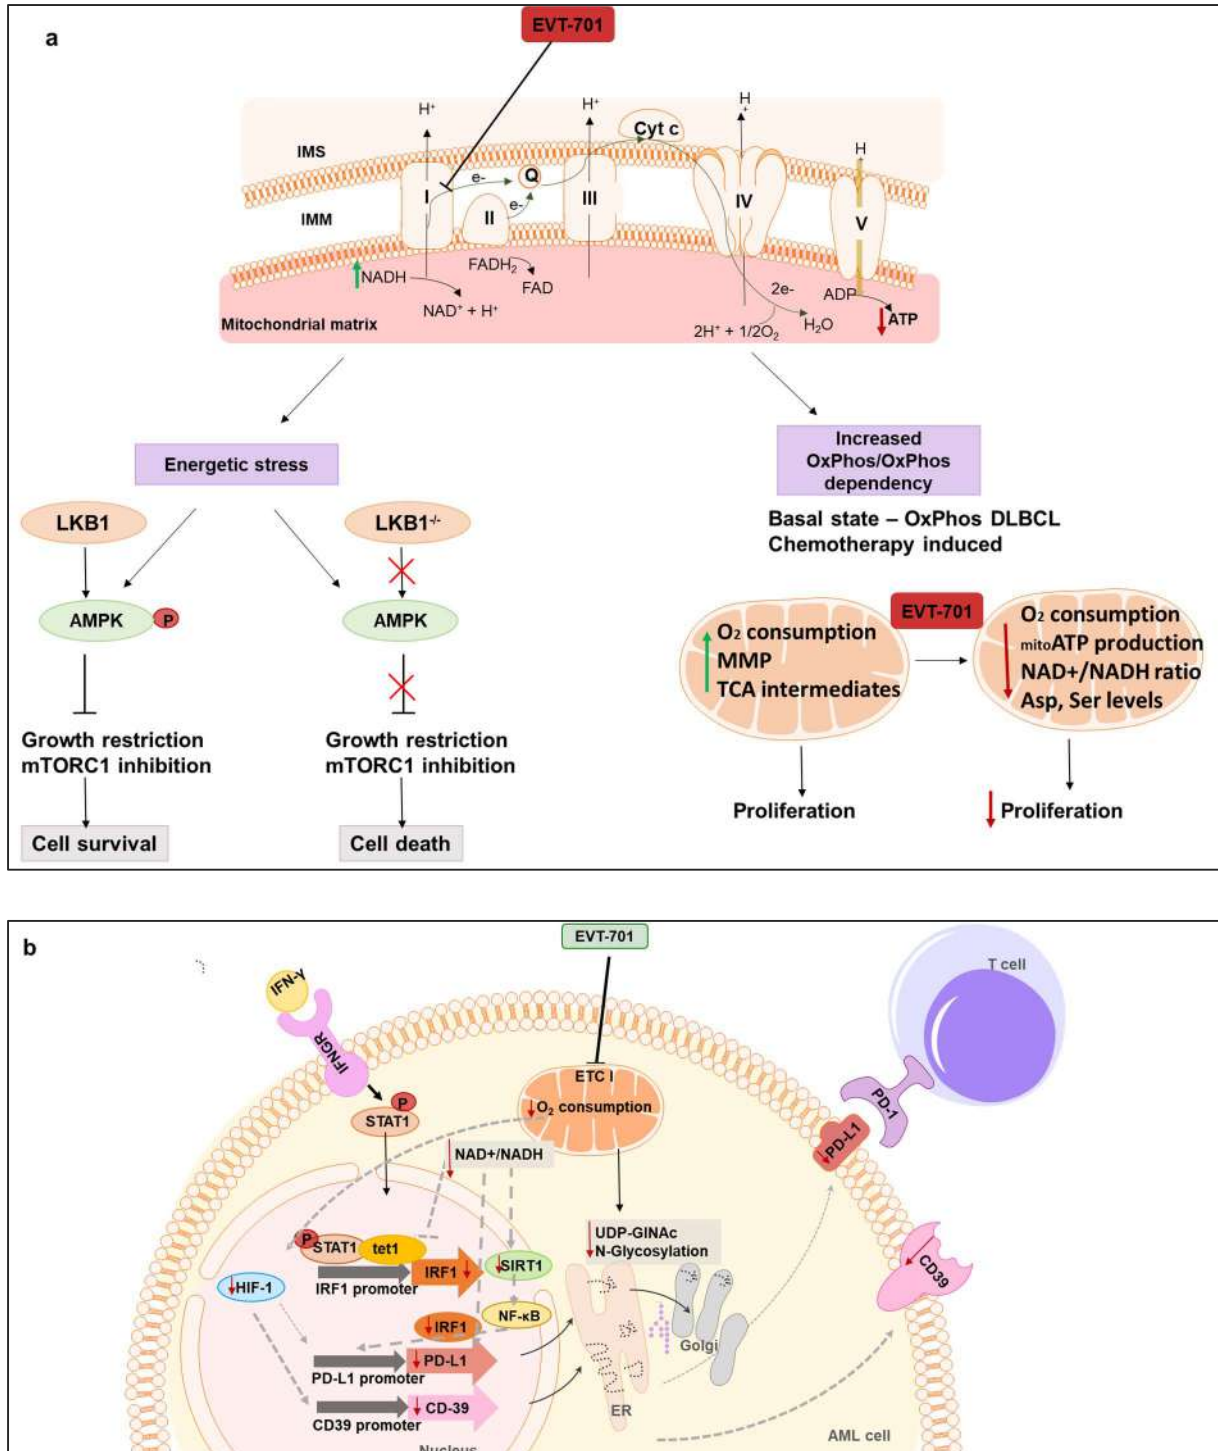 a
EVT-701
H⁺
H⁺
H
+
Cyt c
H
+
IMS
e-
Q
I
e-
III
IV
II
V
IMM
FADH₂
NADH
FAD
2e-
ADP
NAD⁺ + H⁺
ATP
Mitochondrial matrix
2H⁺ + 1/2O₂
H₂O
Energetic stress
Increased
OxPhos/OxPhos
dependency
LKB1
LKB1⁻/⁻
Basal state – OxPhos DLBCL
Chemotherapy induced
AMPK
P
AMPK
EVT-701
O₂ consumption
MMP
TCA intermediates
O₂ consumption
mitoATP production
NAD+/NADH ratio
Asp, Ser levels
Growth restriction
mTORC1 inhibition
Growth restriction
mTORC1 inhibition
Proliferation
Proliferation
Cell survival
Cell death
b
EVT-701
T cell
IFN-γ
IFNGR
ETC I
O₂ consumption
P
STAT1
PD-1
PD-L1
NAD+/NADH
UDP-GlNAc
N-Glycosylation
P
STAT1
tet1
IRF1
SIRT1
IRF1 promoter
HIF-1
CD39
NF-κB
IRF1
Golgi
PD-L1
PD-L1 promoter
CD-39
CD39 promoter
ER
AML cell
Nucleus